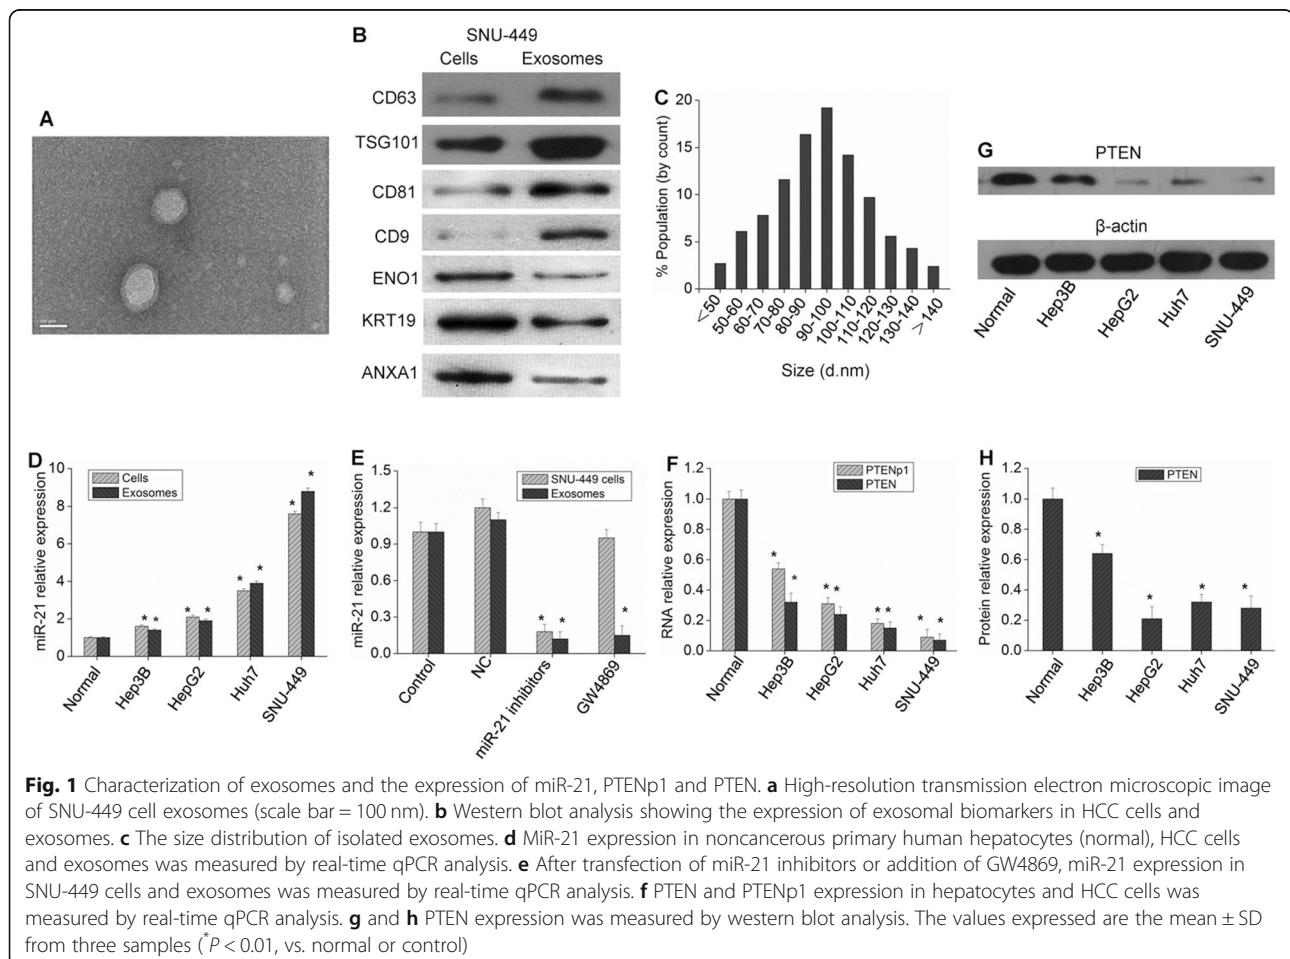 A
B
SNU-449
Cells Exosomes
CD63
TSG101
CD81
CD9
ENO1
KRT19
ANXA1
C
% Population (by count)
20
15
10
5
0
<50
50-60
60-70
70-80
80-90
90-100
100-110
110-120
120-130
130-140
>140
Size (d.nm)
G
PTEN
β-actin
Normal
Hep3B
HepG2
Huh7
SNU-449
D
miR-21 relative expression
10
8
6
4
2
0
Cells
Exosomes
* * * * * * * *
Normal
Hep3B
HepG2
Huh7
SNU-449
E
miR-21 relative expression
1.5
1.2
0.9
0.6
0.3
0.0
SNU-449 cells
Exosomes
* * *
Control
NC
miR-21 inhibitors
GW4869
F
RNA relative expression
1.2
1.0
0.8
0.6
0.4
0.2
0.0
PTENp1
PTEN
* * * * * * * *
Normal
Hep3B
HepG2
Huh7
SNU-449
H
Protein relative expression
1.2
1.0
0.8
0.6
0.4
0.2
0.0
PTEN
* * * *
Normal
Hep3B
HepG2
Huh7
SNU-449
Fig. 1 Characterization of exosomes and the expression of miR-21, PTENp1 and PTEN. a High-resolution transmission electron microscopic image
of SNU-449 cell exosomes (scale bar = 100 nm). b Western blot analysis showing the expression of exosomal biomarkers in HCC cells and
exosomes. c The size distribution of isolated exosomes. d MiR-21 expression in noncancerous primary human hepatocytes (normal), HCC cells
and exosomes was measured by real-time qPCR analysis. e After transfection of miR-21 inhibitors or addition of GW4869, miR-21 expression in
SNU-449 cells and exosomes was measured by real-time qPCR analysis. f PTEN and PTENp1 expression in hepatocytes and HCC cells was
measured by real-time qPCR analysis. g and h PTEN expression was measured by western blot analysis. The values expressed are the mean ± SD
from three samples (*P < 0.01, vs. normal or control)